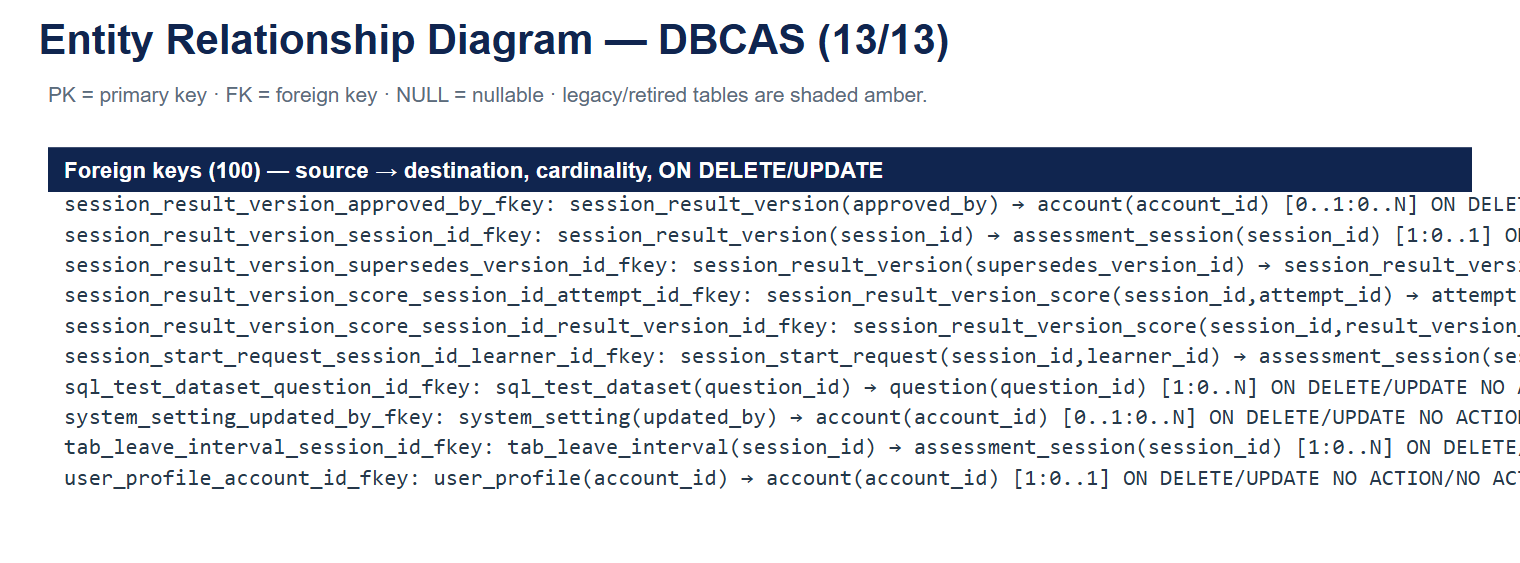 Entity Relationship Diagram — DBCAS (13/13)
PK = primary key · FK = foreign key · NULL = nullable · legacy/retired tables are shaded amber.
Foreign keys (100) — source → destination, cardinality, ON DELETE/UPDATE
session_result_version_approved_by_fkey: session_result_version(approved_by) → account(account_id) [0..1:0..N] ON DELET
session_result_version_session_id_fkey: session_result_version(session_id) → assessment_session(session_id) [1:0..1] ON
session_result_version_supersedes_version_id_fkey: session_result_version(supersedes_version_id) → session_result_versi
session_result_version_score_session_id_attempt_id_fkey: session_result_version_score(session_id,attempt_id) → attempt
session_result_version_score_session_id_result_version_id_fkey: session_result_version_score(session_id,result_version_
session_start_request_session_id_learner_id_fkey: session_start_request(session_id,learner_id) → assessment_session(ses
sql_test_dataset_question_id_fkey: sql_test_dataset(question_id) → question(question_id) [1:0..N] ON DELETE/UPDATE NO A
system_setting_updated_by_fkey: system_setting(updated_by) → account(account_id) [0..1:0..N] ON DELETE/UPDATE NO ACTION
tab_leave_interval_session_id_fkey: tab_leave_interval(session_id) → assessment_session(session_id) [1:0..N] ON DELETE/
user_profile_account_id_fkey: user_profile(account_id) → account(account_id) [1:0..1] ON DELETE/UPDATE NO ACTION/NO ACT